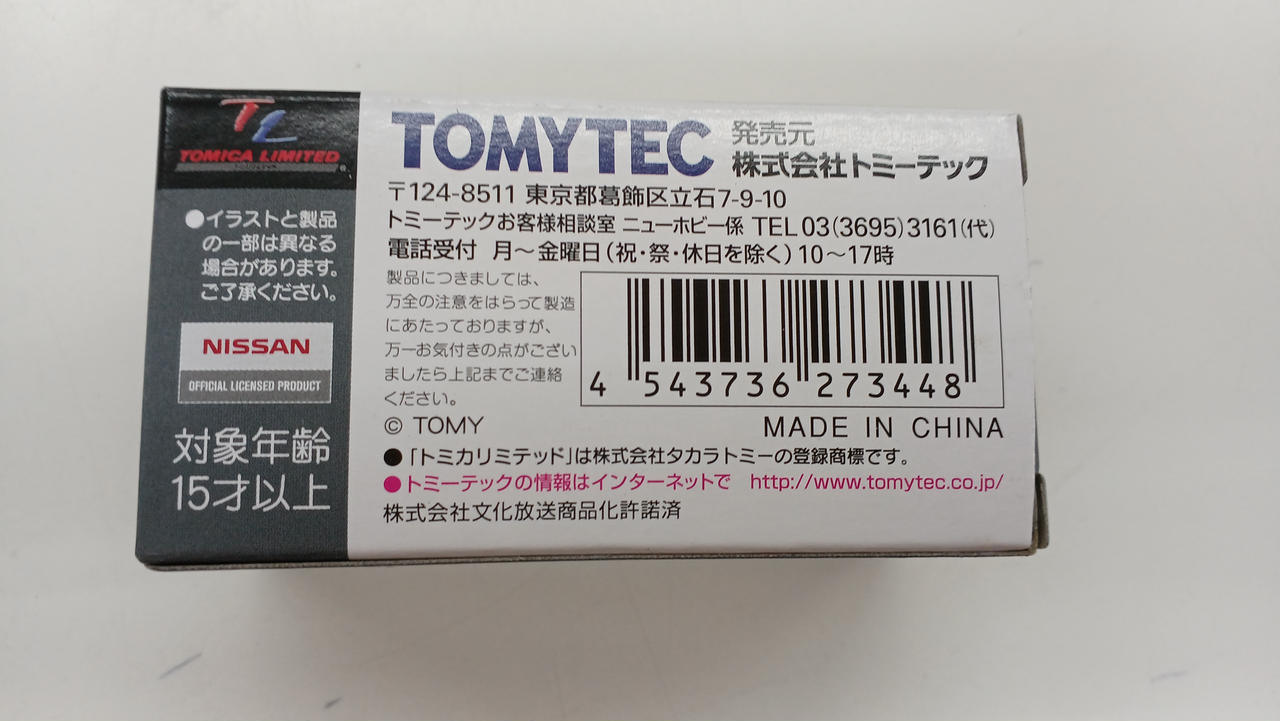 TL
TOMICA LIMITED
●イラストと製品
の一部は異なる
場合があります。
ご了承ください。
NISSAN
OFFICIAL LICENSED PRODUCT
対象年齢
15才以上
TOMYTEC 発売元
株式会社トミーテック
〒124-8511 東京都葛飾区立石7-9-10
トミーテックお客様相談室 ニューホビー係 TEL 03(3695)3161(代)
電話受付 月～金曜日(祝・祭・休日を除く)10～17時
製品につきましては、
万全の注意をはらって製造
にあたっておりますが、
万一お気付きの点がござい
ましたら上記までご連絡
ください。
4 543736 273448
© TOMY MADE IN CHINA
●「トミカリミテッド」は株式会社タカラトミーの登録商標です。
●トミーテックの情報はインターネットで http://www.tomytec.co.jp/
株式会社文化放送商品化許諾済